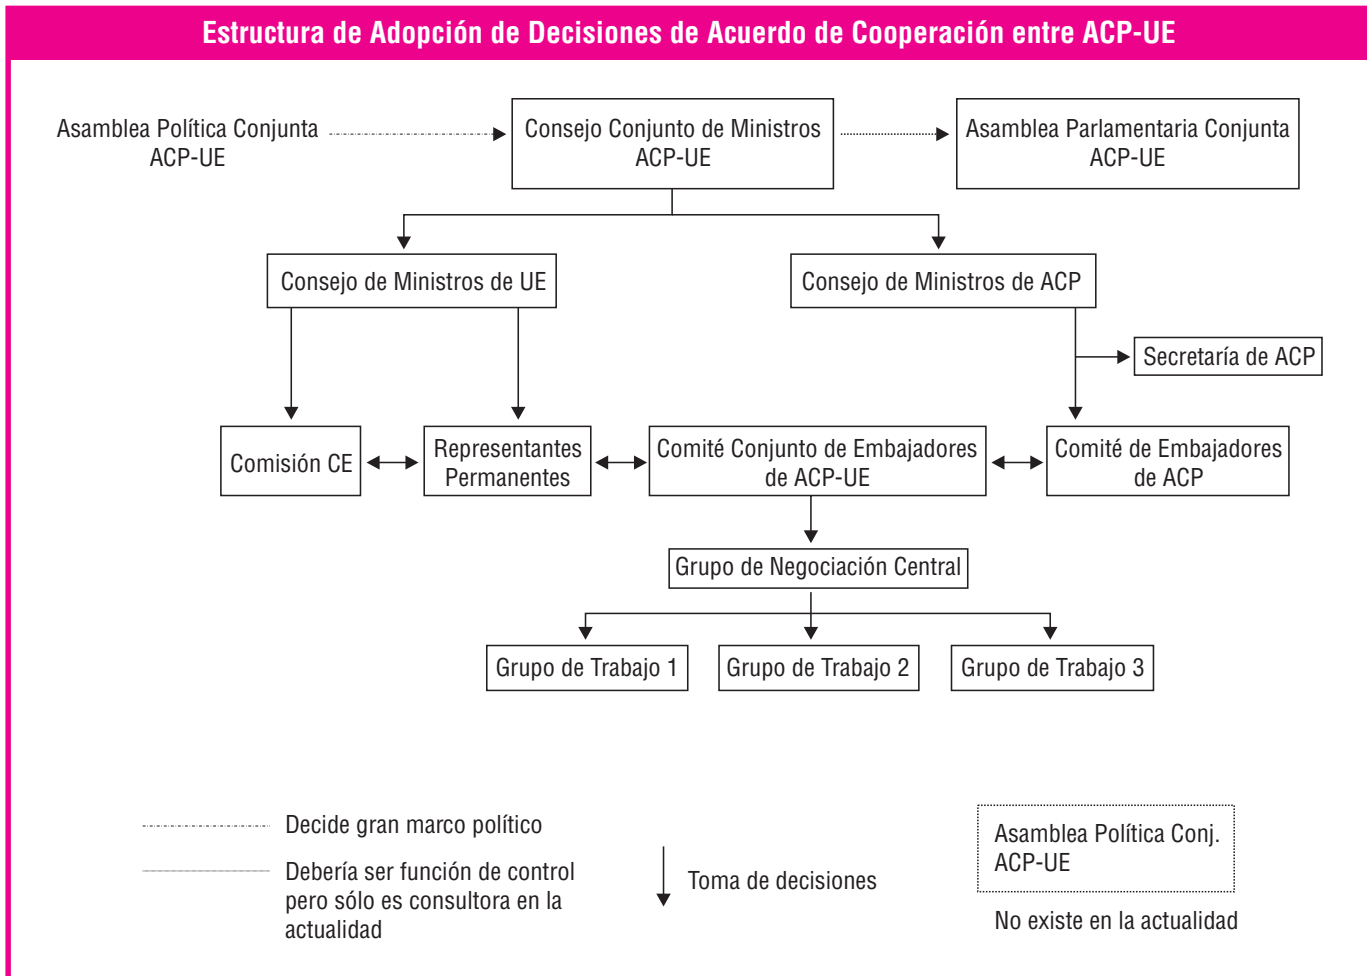 Estructura de Adopción de Decisiones de Acuerdo de Cooperación entre ACP-UE
Asamblea Política Conjunta
ACP-UE
Consejo Conjunto de Ministros
ACP-UE
Asamblea Parlamentaria Conjunta
ACP-UE
Consejo de Ministros de UE
Consejo de Ministros de ACP
Secretaría de ACP
Comisión CE
Representantes
Permanentes
Comité Conjunto de Embajadores
de ACP-UE
Comité de Embajadores
de ACP
Grupo de Negociación Central
Grupo de Trabajo 1
Grupo de Trabajo 2
Grupo de Trabajo 3
Decide gran marco político
Debería ser función de control
pero sólo es consultora en la
actualidad
Toma de decisiones
Asamblea Política Conj.
ACP-UE
No existe en la actualidad